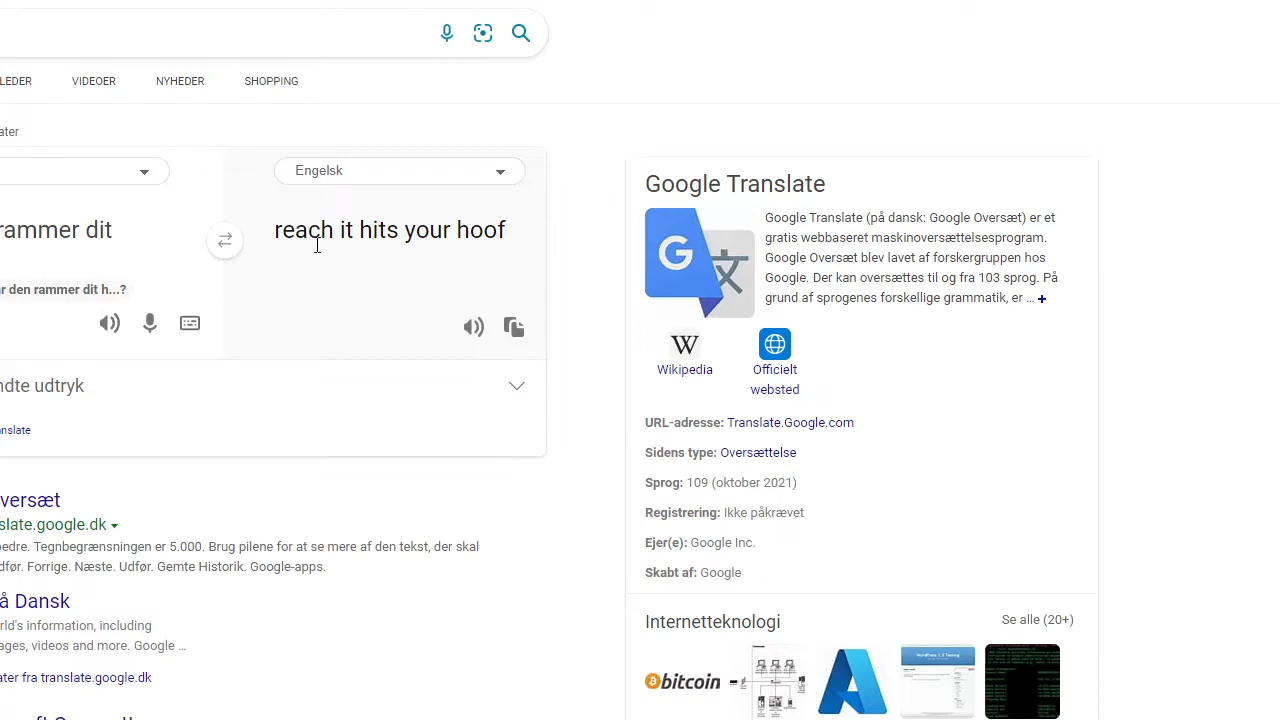 LEDER
VIDEOER
NYHEDER
SHOPPING
ater
Engelsk
rammer dit
reach it hits your hoof
r den rammer dit h...?
ndte udtryk
nslate
versæt
slate.google.dk
edre. Tegnbegrænsningen er 5.000. Brug pilene for at se mere af den tekst, der skal
dfør. Forrige. Næste. Udfør. Gemte Historik. Google-apps.
å Dansk
rld's information, including
ages, videos and more. Google ...
ater fra translate.google.dk
Google Translate
Google Translate (på dansk: Google Oversæt) er et
gratis webbaseret maskinoversættelsesprogram.
Google Oversæt blev lavet af forskergruppen hos
Google. Der kan oversættes til og fra 103 sprog. På
grund af sprogenes forskellige grammatik, er ... +
W
Wikipedia
Officielt
websted
URL-adresse: Translate.Google.com
Sidens type: Oversættelse
Sprog: 109 (oktober 2021)
Registrering: Ikke påkrævet
Ejer(e): Google Inc.
Skabt af: Google
Internetteknologi
Se alle (20+)
bitcoin